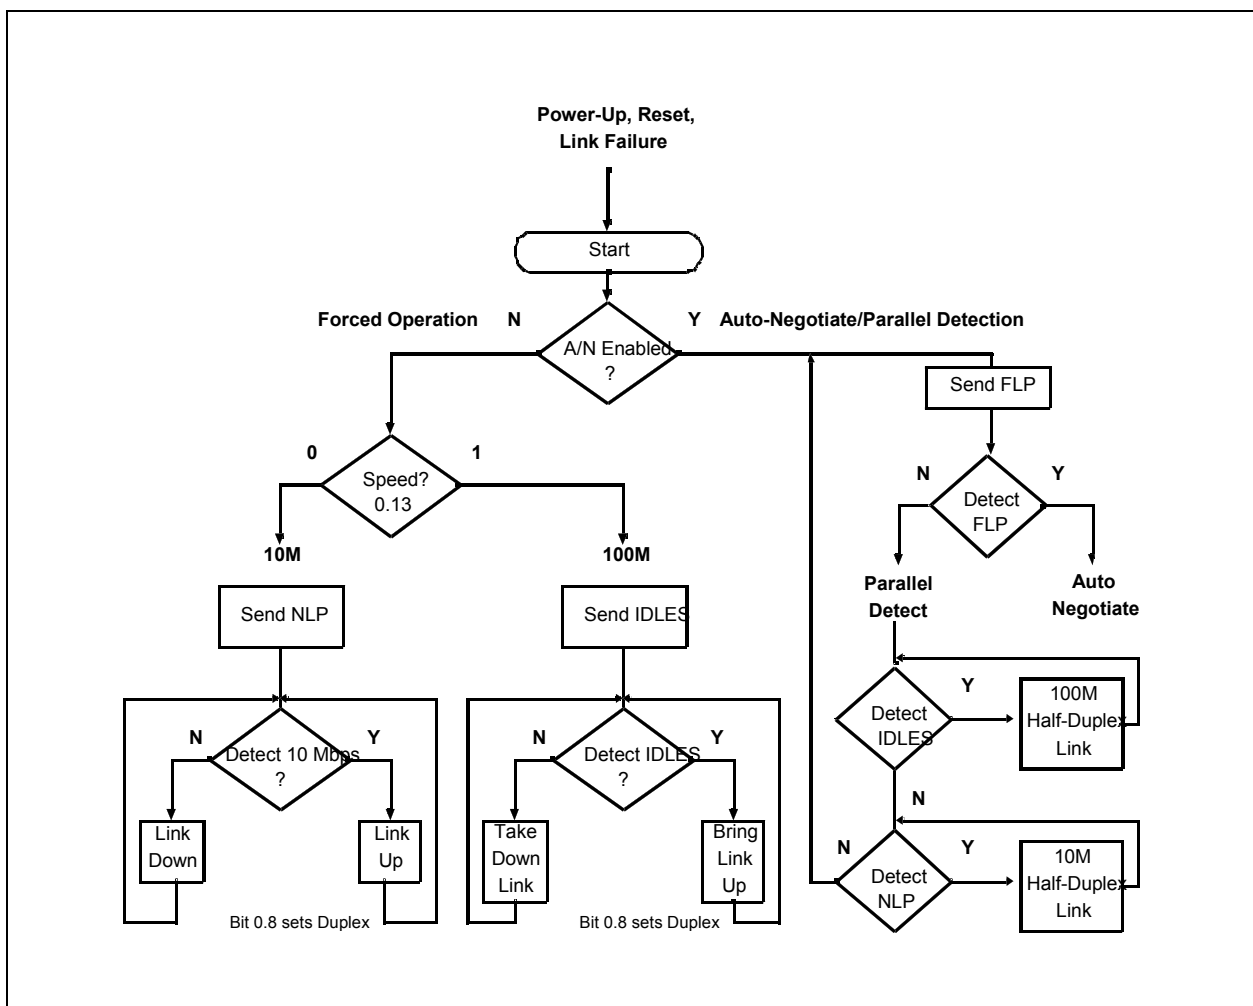 Power-Up, Reset,
Link Failure
Start
Forced Operation N
Y Auto-Negotiate/Parallel Detection
A/N Enabled
?
Send FLP
0
1
Speed?
0.13
N
Y
Detect
FLP
10M
100M
Parallel
Detect
Auto
Negotiate
Send NLP
Send IDLES
N
Y
Detect 10 Mbps
?
Link
Down
Link
Up
Bit 0.8 sets Duplex
N
Y
Detect IDLES
?
Take
Down
Link
Bring
Link
Up
Bit 0.8 sets Duplex
Y
Detect
IDLES
100M
Half-Duplex
Link
N
N
Y
Detect
NLP
10M
Half-Duplex
Link